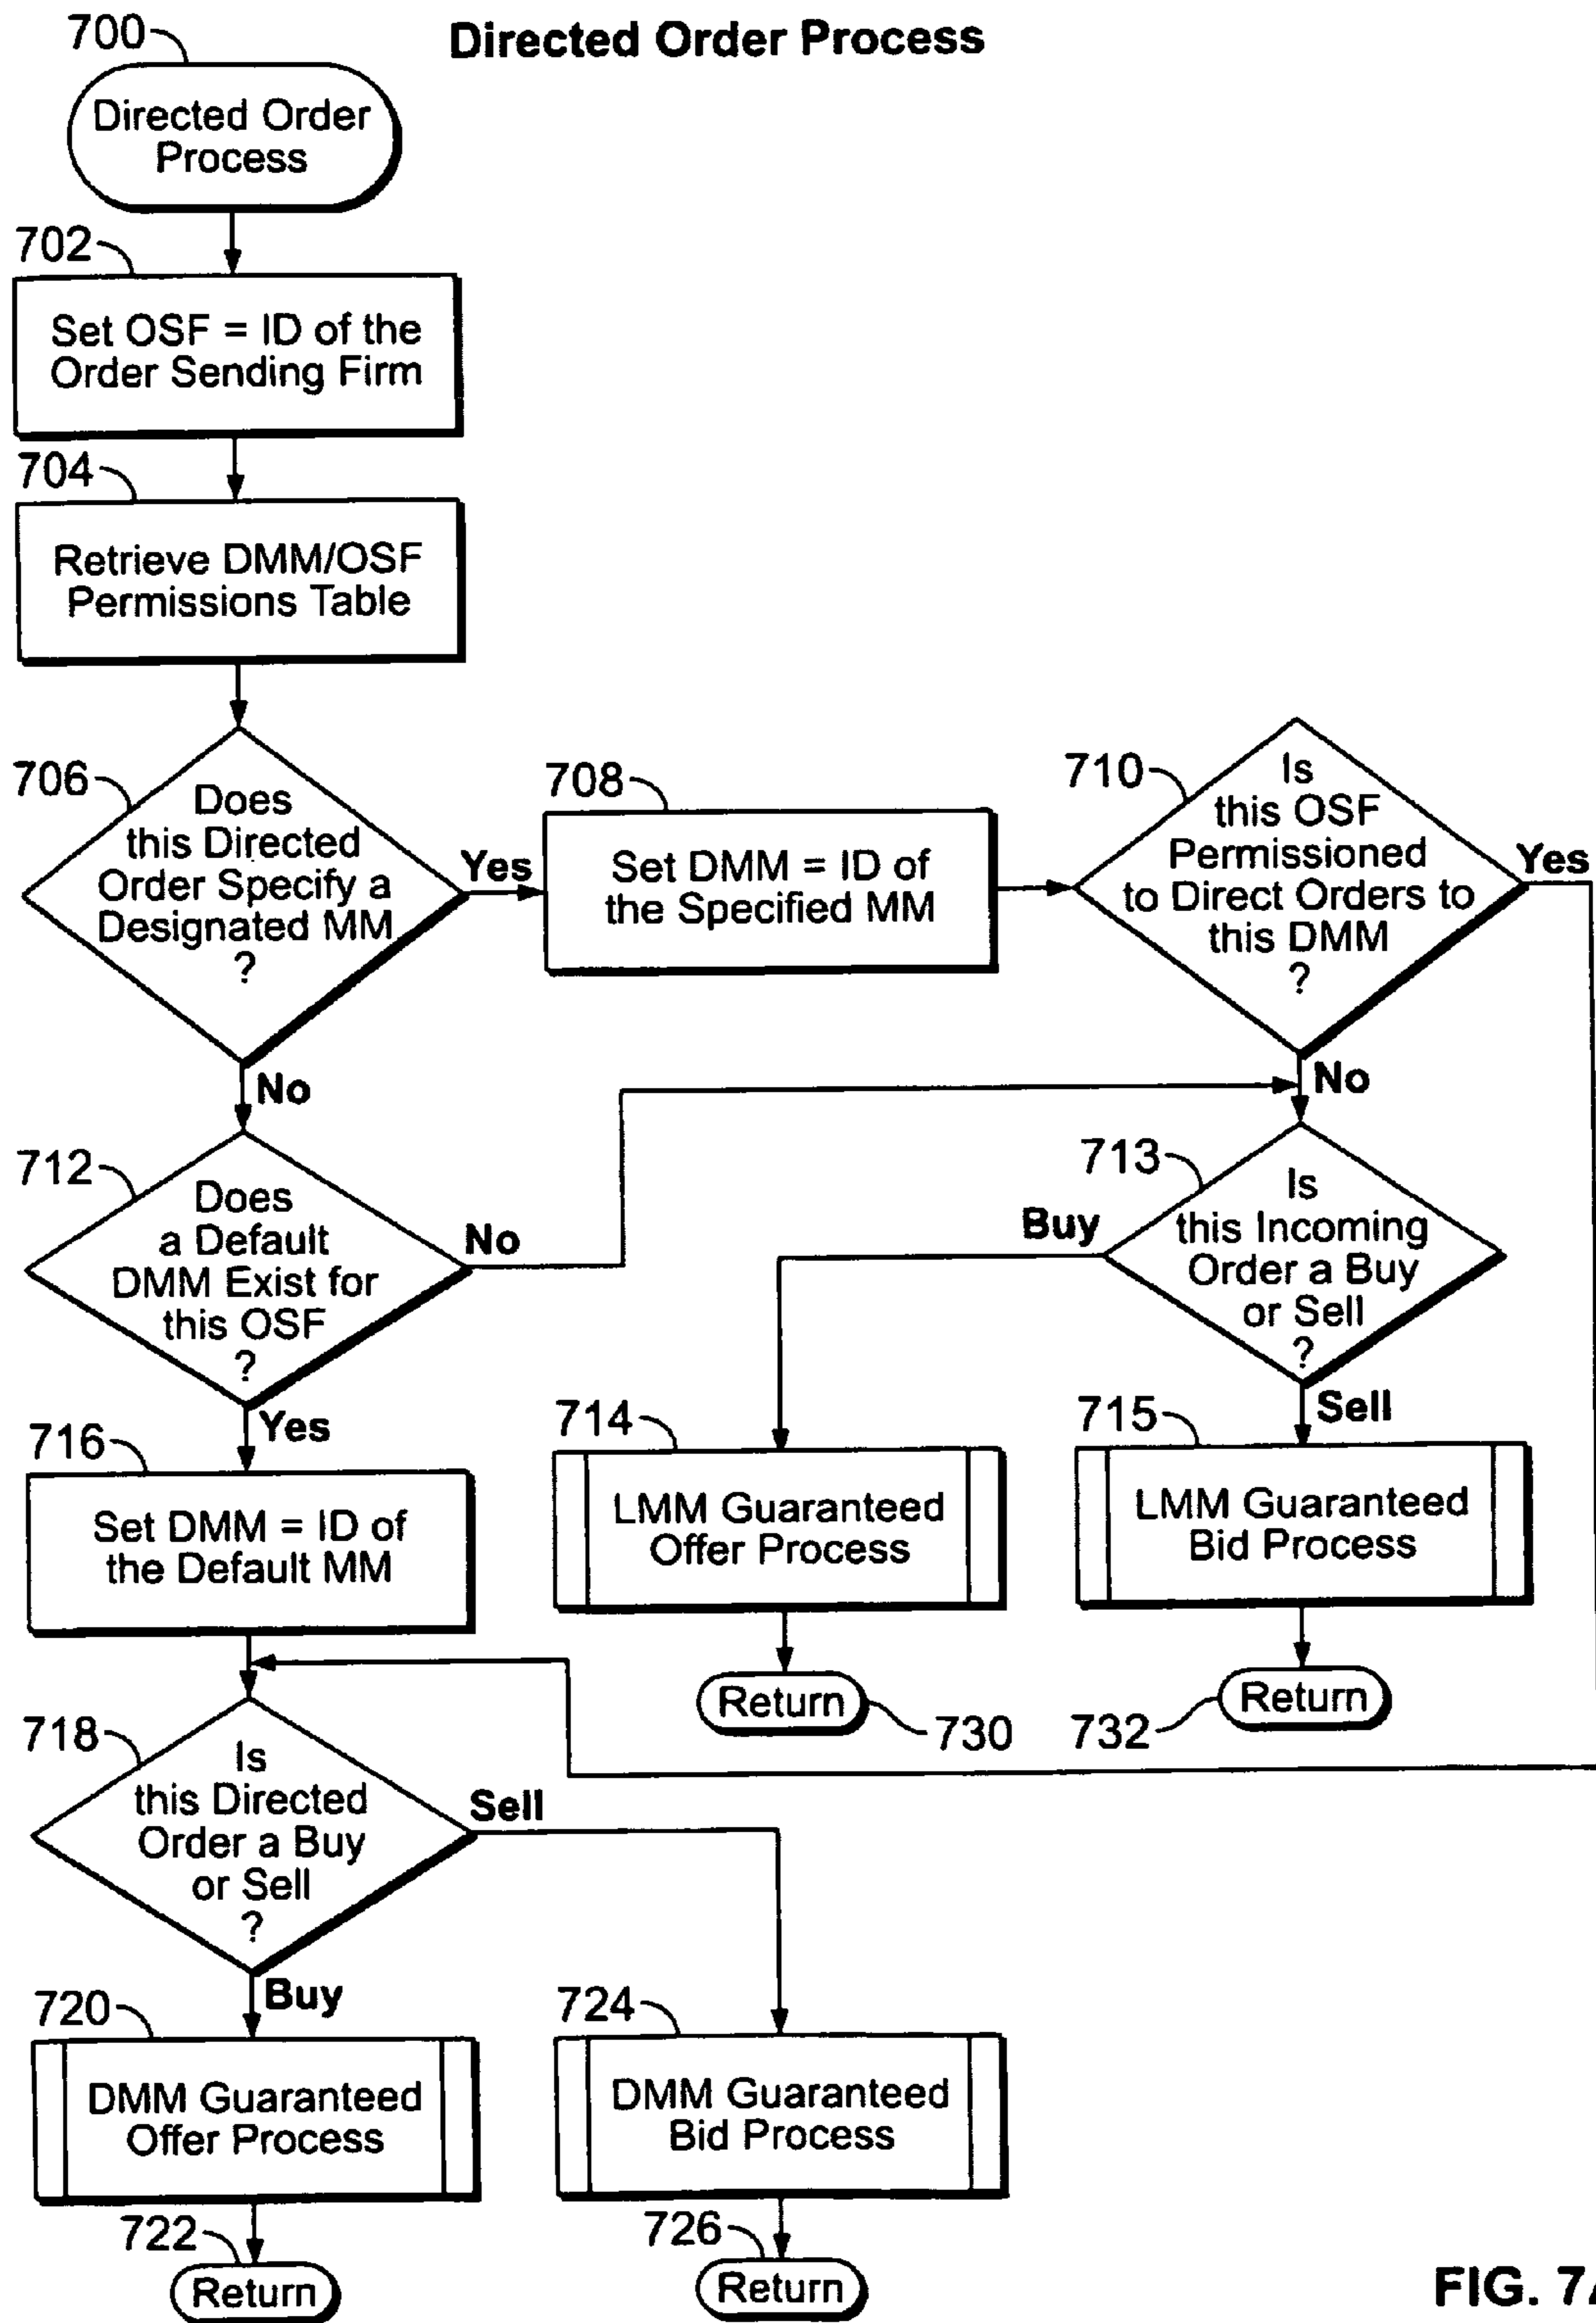 700
Directed Order Process
Directed Order
Process
702
Set OSF = ID of the
Order Sending Firm
704
Retrieve DMM/OSF
Permissions Table
706
Does
this Directed
Order Specify a
Designated MM
?
Yes
708
Set DMM = ID of
the Specified MM
710
Is
this OSF
Permissioned
to Direct Orders to
this DMM
?
Yes
No
No
712
Does
a Default
DMM Exist for
this OSF
?
No
713
Is
this Incoming
Order a Buy
or Sell
?
Buy
Sell
Yes
716
Set DMM = ID of
the Default MM
714
LMM Guaranteed
Offer Process
715
LMM Guaranteed
Bid Process
Return
730
732
Return
718
Is
this Directed
Order a Buy
or Sell
?
Sell
Buy
720
DMM Guaranteed
Offer Process
724
DMM Guaranteed
Bid Process
722
Return
726
Return
FIG. 7A